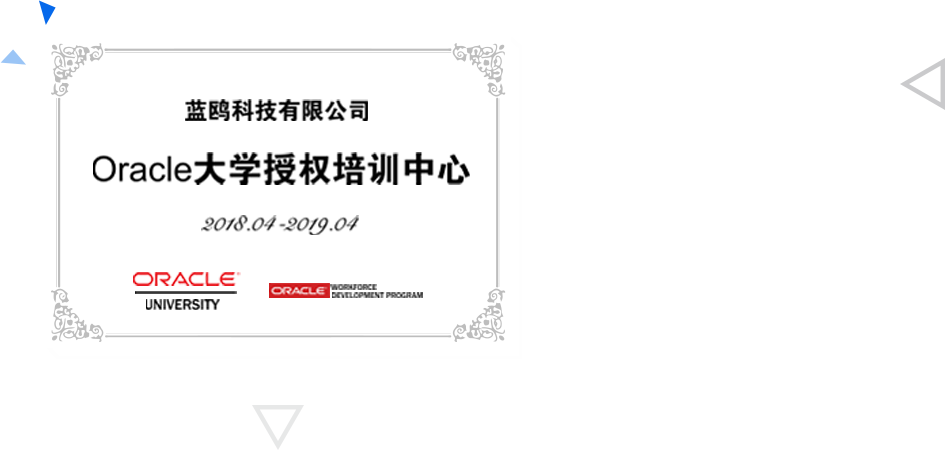 蓝鸥科技有限公司
Oracle大学授权培训中心
2018.04-2019.04
ORACLE®
UNIVERSITY
ORACLE
WORKFORCE
DEVELOPMENT PROGRAM